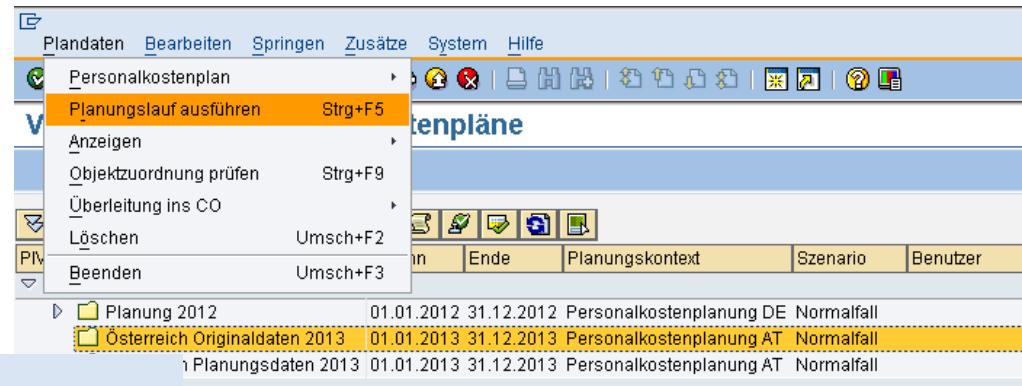 Plandaten Bearbeiten Springen Zusätze System Hilfe
Personalkostenplan
Planungslauf ausführen Strg+F5
Anzeigen
Objektzuordnung prüfen Strg+F9
Überleitung ins CO
Löschen Umsch+F2
Beenden Umsch+F3
V tenpläne
Ende Planungskontext Szenario Benutzer
Planung 2012 01.01.2012 31.12.2012 Personalkostenplanung DE Normalfall
Österreich Originaldaten 2013 01.01.2013 31.12.2013 Personalkostenplanung AT Normalfall
Planungsdaten 2013 01.01.2013 31.12.2013 Personalkostenplanung AT Normalfall